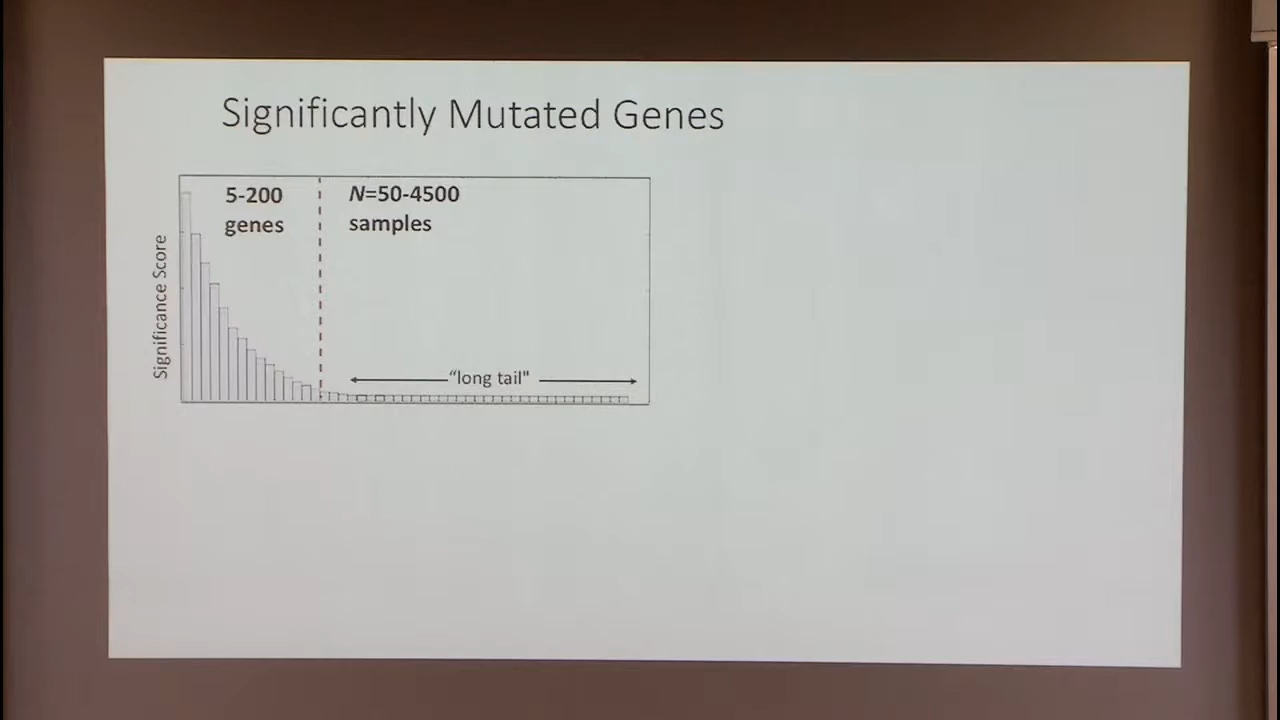 Significantly Mutated Genes
5-200
genes
N=50-4500
samples
Significance Score
“long tail"